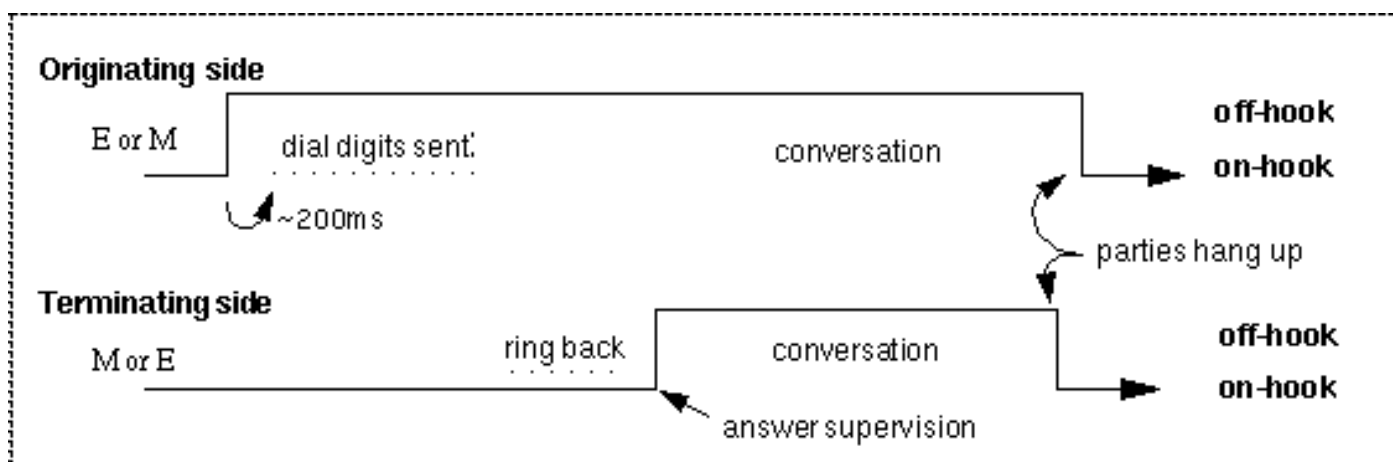 Originating side
E or M
dial digits sent
conversation
off-hook
on-hook
~200ms
parties hang up
Terminating side
M or E
ring back
conversation
off-hook
on-hook
answer supervision